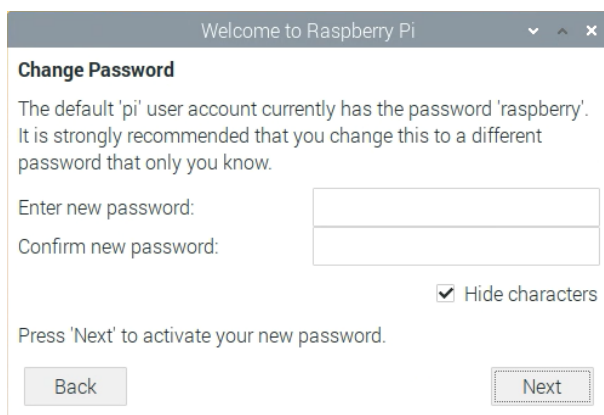 Welcome to Raspberry Pi
Change Password
The default 'pi' user account currently has the password 'raspberry'.
It is strongly recommended that you change this to a different
password that only you know.
Enter new password:
Confirm new password:
Hide characters
Press 'Next' to activate your new password.
Back Next